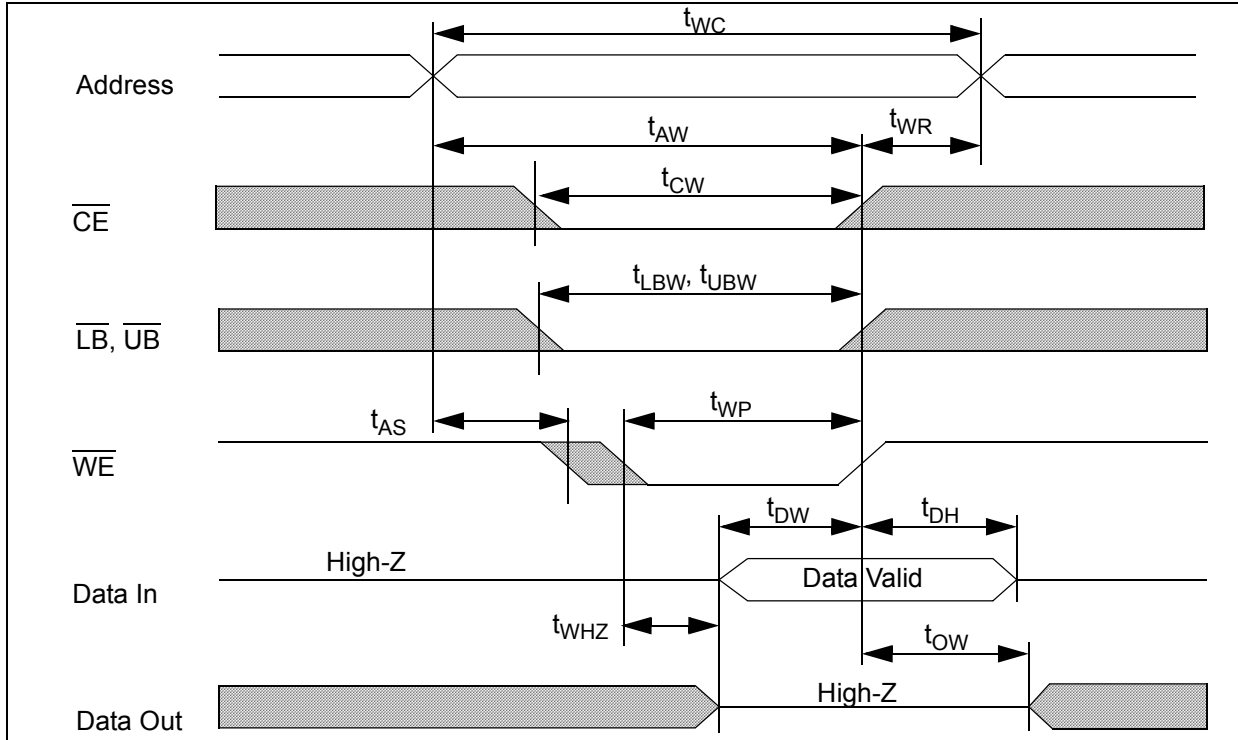 tWC
Address
tAW
tWR
tCW
CE
tLBW, tUBW
LB, UB
tAS
tWP
WE
tDW
tDH
High-Z
Data Valid
Data In
tWHZ
tOW
High-Z
Data Out